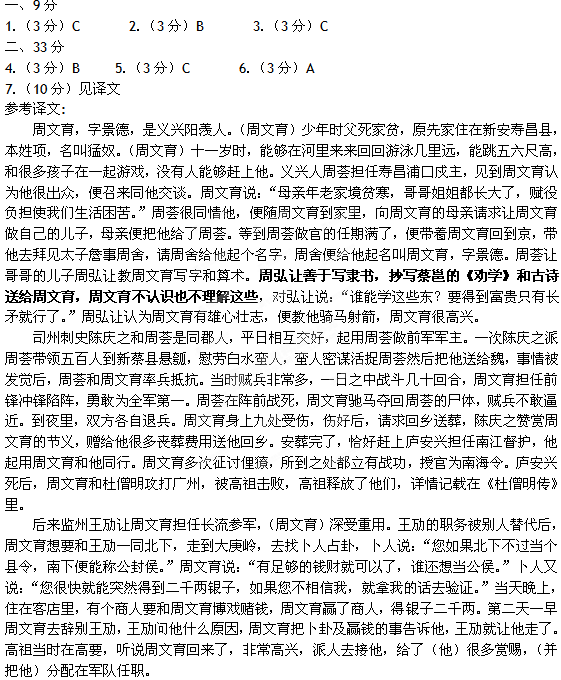 一、9 分
1.（3 分）C 2.（3 分）B 3.（3 分）C
二、33 分
4.（3 分）B 5.（3 分）C 6.（3 分）A
7.（10 分）见译文
参考译文:
周文育，字景德，是义兴阳羡人。（周文育）少年时父死家贫，原先家住在新安寿昌县，
本姓项，名叫猛奴。（周文育）十一岁时，能够在河里来来回回游泳几里远，能跳五六尺高，
和很多孩子在一起游戏，没有人能够赶上他。义兴人周荟担任寿昌浦口戍主，见到周文育认
为他很出众，便召来同他交谈。周文育说：“母亲年老家境贫寒，哥哥姐姐都长大了，赋役
负担使我们生活困苦。”周荟很同情他，便随周文育到家里，向周文育的母亲请求让周文育
做自己的儿子，母亲便把他给了周荟。等到周荟做官的任期满了，便带着周文育回到京，带
他去拜见太子詹事周舍，请周舍给他起个名字，周舍便给他起名叫周文育，字景德。周荟让
哥哥的儿子周弘让教周文育写字和算术。周弘让善于写隶书，抄写蔡邕的《劝学》和古诗
送给周文育，周文育不认识也不理解这些，对弘让说：“谁能学这些东？要得到富贵只有长
矛就行了。”周弘让认为周文育有雄心壮志，便教他骑马射箭，周文育很高兴。
司州刺史陈庆之和周荟是同郡人，平日相互交好，起用周荟做前军军主。一次陈庆之派
周荟带领五百人到新蔡县悬瓠，慰劳白水蛮人，蛮人密谋活捉周荟然后把他送给魏，事情被
发觉后，周荟和周文育率兵抵抗。当时贼兵非常多，一日之中战斗几十回合，周文育担任前
锋冲锋陷阵，勇敢为全军第一。周荟在阵前战死，周文育驰马夺回周荟的尸体，贼兵不敢逼
近。到夜里，双方各自退兵。周文育身上九处受伤，伤好后，请求回乡送葬，陈庆之赞赏周
文育的节义，赠给他很多丧葬费用送他回乡。安葬完了，恰好赶上庐安兴担任南江督护，他
起用周文育和他同行。周文育多次征讨俚獠，所到之处都立有战功，授官为南海令。庐安兴
死后，周文育和杜僧明攻打广州，被高祖击败，高祖释放了他们，详情记载在《杜僧明传》
里。
后来监州王劢让周文育担任长流参军，（周文育）深受重用。王劢的职务被别人替代后，
周文育想要和王劢一同北下，走到大庾岭，去找卜人占卦，卜人说：“您如果北下不过当个
县令，南下便能称公封侯。”周文育说：“有足够的钱财就可以了，谁还想当公侯。”卜人又
说：“您很快就能突然得到二千两银子，如果您不相信我，就拿我的话去验证。”当天晚上，
住在客店里，有个商人要和周文育博戏赌钱，周文育赢了商人，得银子二千两。第二天一早
周文育去辞别王劢，王劢问他什么原因，周文育把卜卦及赢钱的事告诉他，王劢就让他走了。
高祖当时在高要，听说周文育回来了，非常高兴，派人去接他，给了（他）很多赏赐，（并
把他）分配在军队任职。